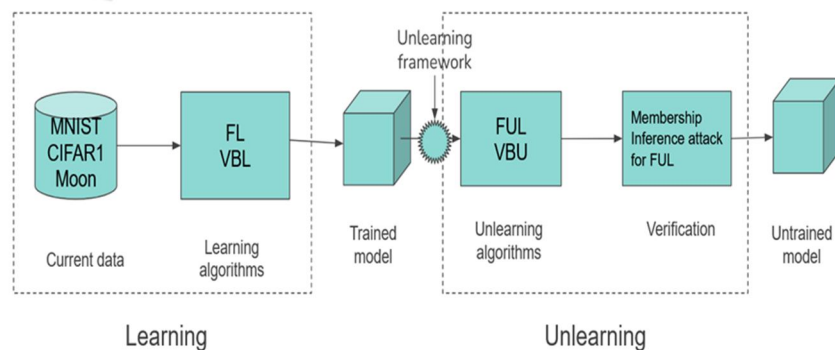 Unlearning
framework
MNIST
CIFAR1
Moon
FL
VBL
FUL
VBU
Membership
Inference attack
for FUL
Current data
Learning
algorithms
Trained
model
Unlearning
algorithms
Verification
Untrained
model
Learning
Unlearning